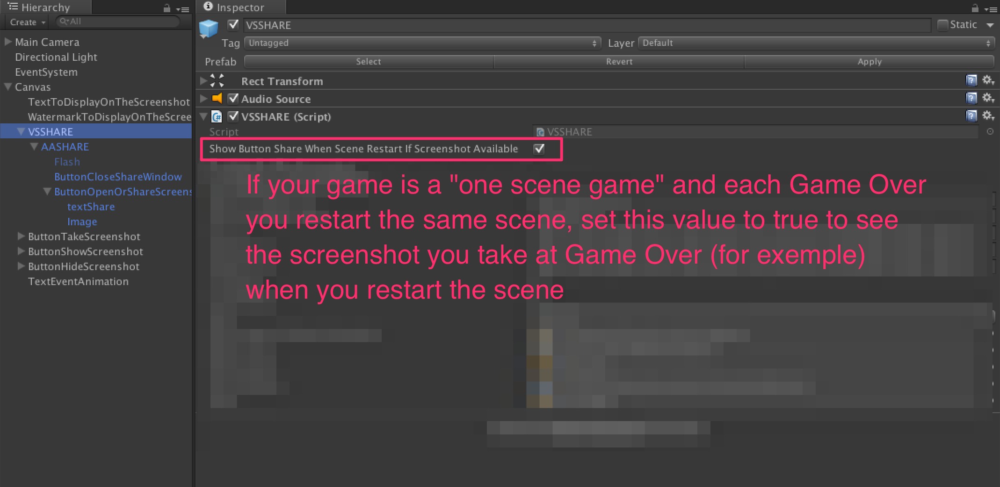 Hierarchy
Create
All
Main Camera
Directional Light
EventSystem
Canvas
TextToDisplayOnTheScreenshot
WatermarkToDisplayOnTheScree
VSSHARE
AASHARE
Flash
ButtonCloseShareWindow
ButtonOpenOrShareScreens
textShare
Image
ButtonTakeScreenshot
ButtonShowScreenshot
ButtonHideScreenshot
TextEventAnimation
Inspector
VSSHARE
Static
Tag Untagged Layer Default
Prefab Select Revert Apply
Rect Transform
Audio Source
VSSHARE (Script)
Script VSSHARE
Show Button Share When Scene Restart If Screenshot Available
If your game is a "one scene game" and each Game Over
you restart the same scene, set this value to true to see
the screenshot you take at Game Over (for exemple)
when you restart the scene